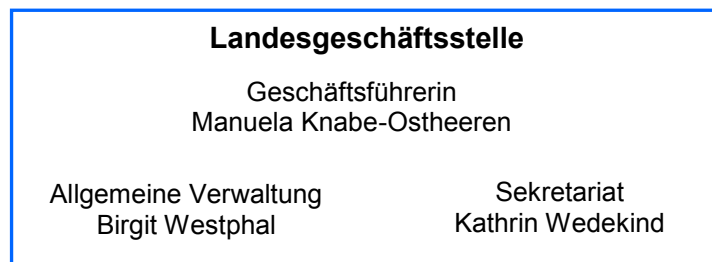 Landesgeschäftsstelle
Geschäftsführerin
Manuela Knabe-Ostheeren
Allgemeine Verwaltung
Birgit Westphal
Sekretariat
Kathrin Wedekind